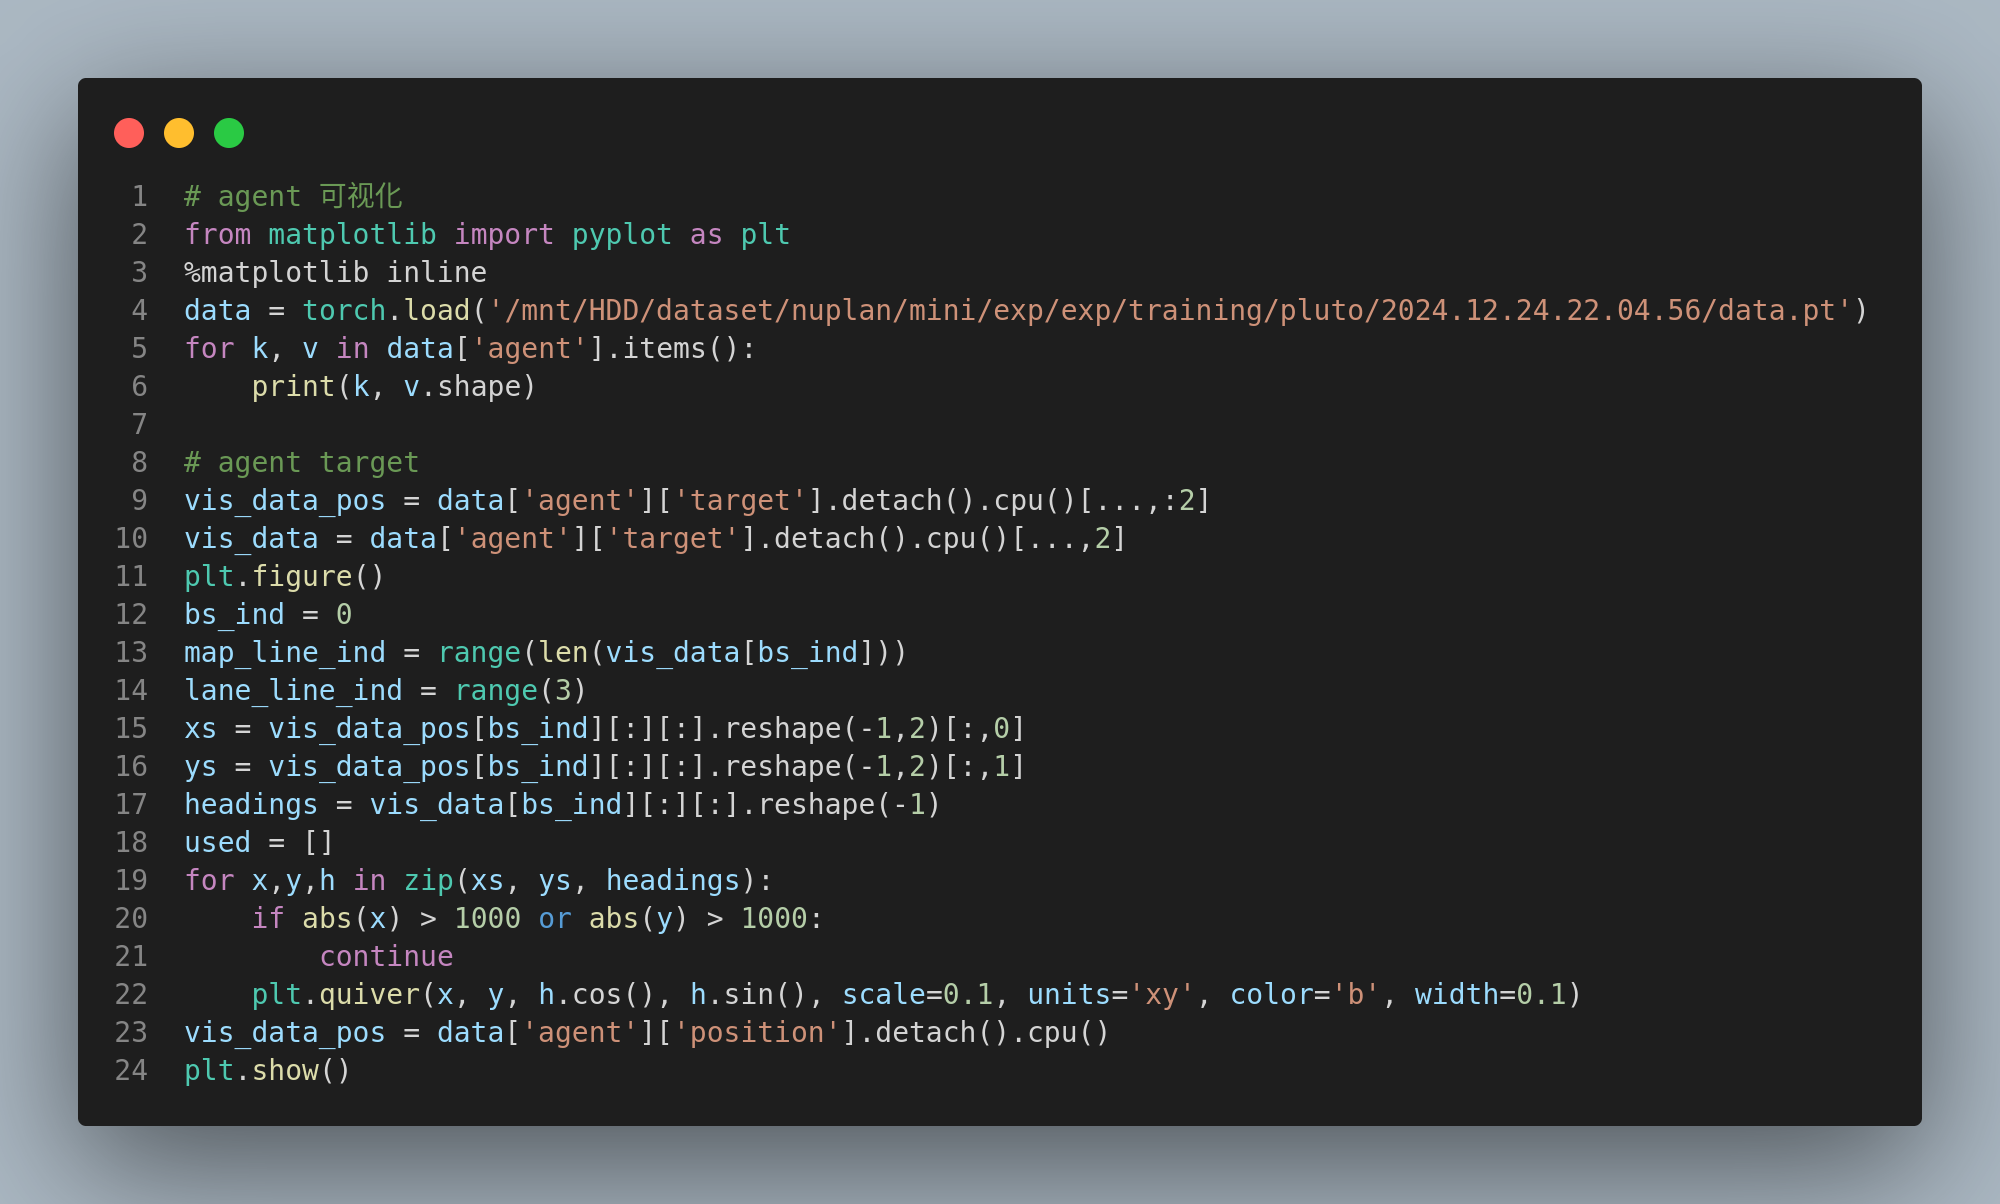 1 # agent 可视化
2 from matplotlib import pyplot as plt
3 %matplotlib inline
4 data = torch.load('/mnt/HDD/dataset/nuplan/mini/exp/exp/training/pluto/2024.12.24.22.04.56/data.pt')
5 for k, v in data['agent'].items():
6     print(k, v.shape)
7
8 # agent target
9 vis_data_pos = data['agent']['target'].detach().cpu()[...,:2]
10 vis_data = data['agent']['target'].detach().cpu()[...,2]
11 plt.figure()
12 bs_ind = 0
13 map_line_ind = range(len(vis_data[bs_ind]))
14 lane_line_ind = range(3)
15 xs = vis_data_pos[bs_ind][:][:].reshape(-1,2)[:,0]
16 ys = vis_data_pos[bs_ind][:][:].reshape(-1,2)[:,1]
17 headings = vis_data[bs_ind][:][:].reshape(-1)
18 used = []
19 for x,y,h in zip(xs, ys, headings):
20     if abs(x) > 1000 or abs(y) > 1000:
21         continue
22     plt.quiver(x, y, h.cos(), h.sin(), scale=0.1, units='xy', color='b', width=0.1)
23 vis_data_pos = data['agent']['position'].detach().cpu()
24 plt.show()